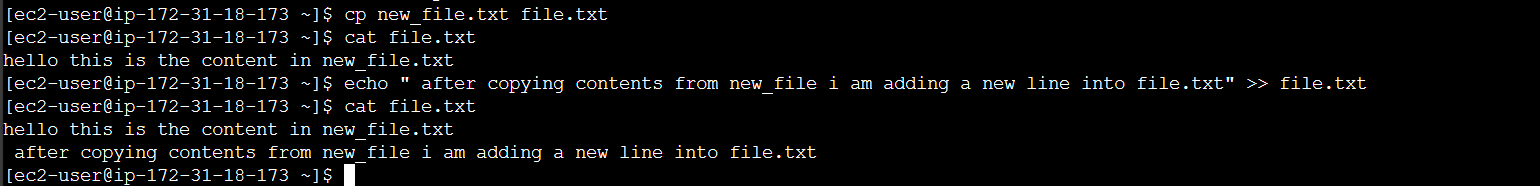 [ec2-user@ip-172-31-18-173 ~]$ cp new_file.txt file.txt
[ec2-user@ip-172-31-18-173 ~]$ cat file.txt
hello this is the content in new_file.txt
[ec2-user@ip-172-31-18-173 ~]$ echo " after copying contents from new_file i am adding a new line into file.txt" >> file.txt
[ec2-user@ip-172-31-18-173 ~]$ cat file.txt
hello this is the content in new_file.txt
 after copying contents from new_file i am adding a new line into file.txt
[ec2-user@ip-172-31-18-173 ~]$